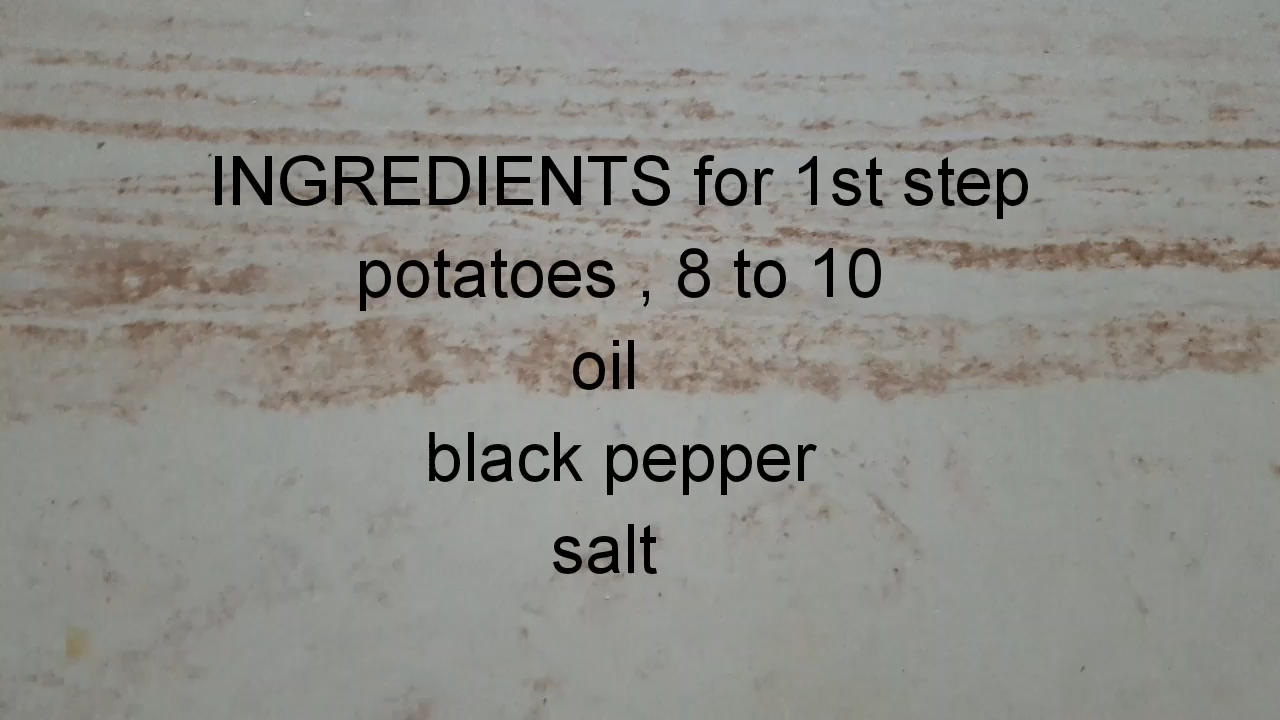 INGREDIENTS for 1st step
potatoes , 8 to 10
oil
black pepper
salt